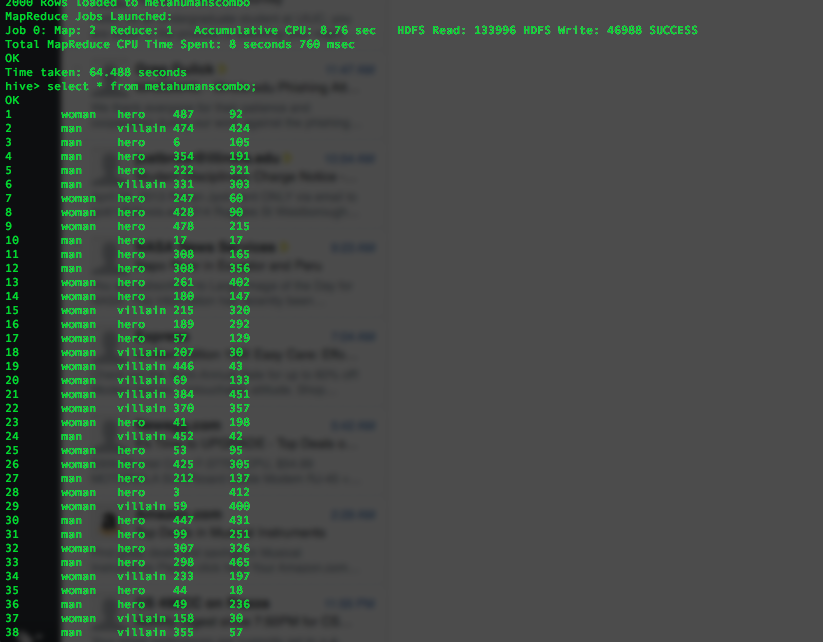 2000 Rows loaded to metahumanscombo
MapReduce Jobs Launched:
Job 0: Map: 2  Reduce: 1   Accumulative CPU: 8.76 sec   HDFS Read: 133996 HDFS Write: 46988 SUCCESS
Total MapReduce CPU Time Spent: 8 seconds 760 msec
OK
Time taken: 64.488 seconds
hive> select * from metahumanscombo;
OK
1 woman hero 487 92
2 man villain 474 424
3 man hero 6 105
4 man hero 354 191
5 man hero 222 321
6 man villain 331 303
7 woman hero 247 60
8 woman hero 428 90
9 woman hero 478 215
10 man hero 17 17
11 man hero 308 165
12 man hero 308 356
13 woman hero 261 402
14 woman hero 180 147
15 woman villain 215 320
16 woman hero 189 292
17 woman hero 57 129
18 woman villain 207 30
19 woman villain 446 43
20 woman villain 69 133
21 woman villain 384 451
22 woman villain 370 357
23 woman hero 41 198
24 man villain 452 42
25 woman hero 53 95
26 woman hero 425 305
27 man hero 212 137
28 woman hero 3 412
29 woman villain 59 400
30 man hero 447 431
31 man hero 99 251
32 woman hero 307 326
33 man hero 298 465
34 woman villain 233 197
35 woman hero 44 18
36 man hero 49 236
37 woman villain 158 30
38 man villain 355 57